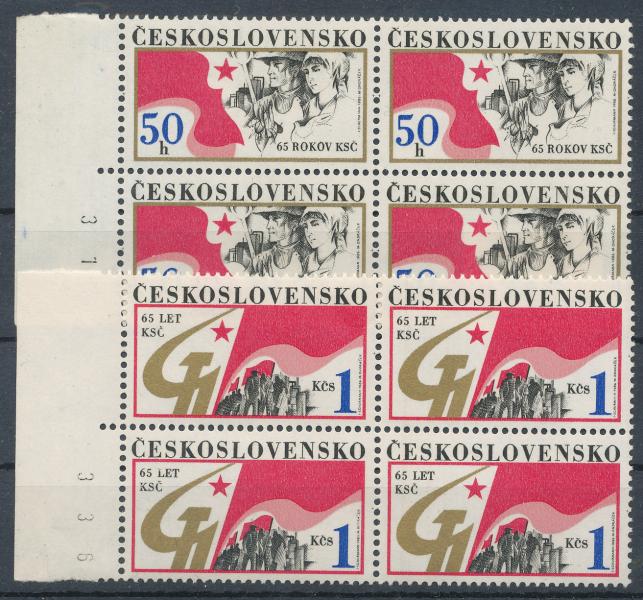 ČESKOSLOVENSKO ČESKOSLOVENSKO
50 h 50 h
65 ROKOV KSČ 65 ROKOV KSČ
ČESKOSLOVENSKO ČESKOSLOVENSKO
3 1
ČESKOSLOVENSKO ČESKOSLOVENSKO
65 LET 65 LET
KSČ KSČ
KČS 1 KČS 1
ČESKOSLOVENSKO ČESKOSLOVENSKO
65 LET 65 LET
KSČ KSČ
KČS 1 KČS 1
3 3 6